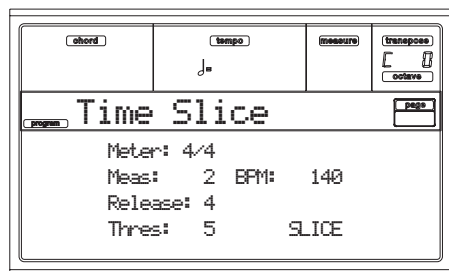 chord tempo measure transpose
♩=
C 0
octave
program Time Slice page
Meter: 4/4
Meas: 2 BPM: 140
Release: 4
Thres: 5 SLICE